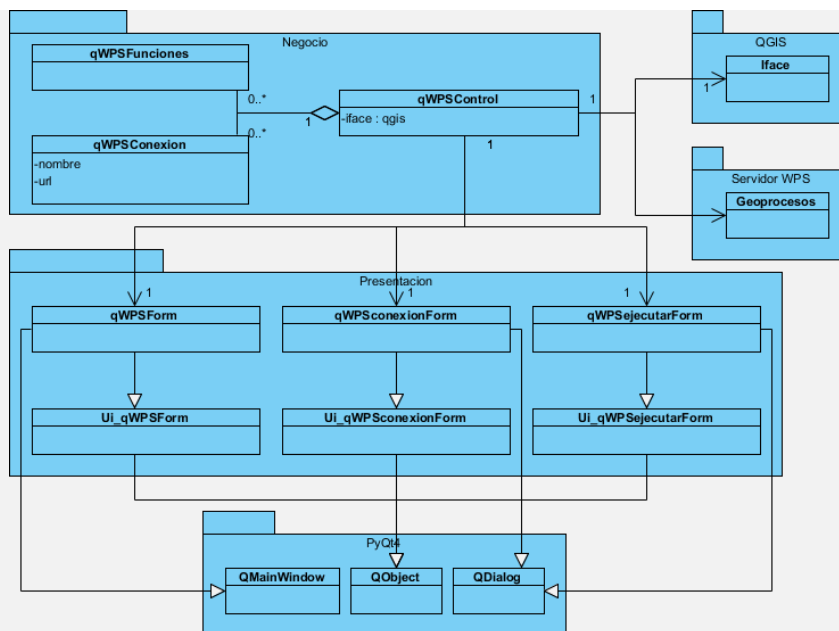 Negocio
qWPSFunciones
0..*
0..*
qWPSConexion
-nombre
-url
1
qWPSControl
-iface : qgis
1
1
QGIS
Iface
1
Servidor WPS
Geoprocesos
Presentacion
1
qWPSForm
1
qWPSconexionForm
1
qWPSejecutarForm
Ui_qWPSForm
Ui_qWPSconexionForm
Ui_qWPSejecutarForm
PyQt4
QMainWindow
QObject
QDialog